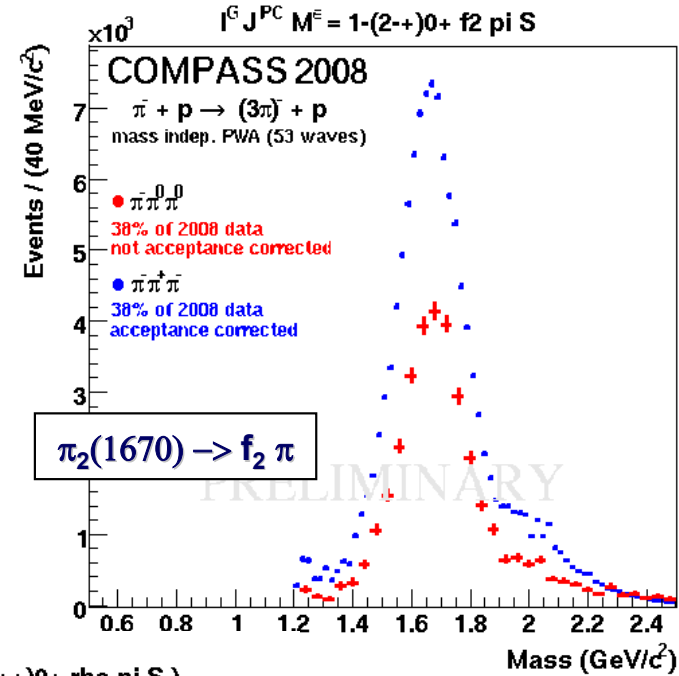 I^G J^PC M^ε = 1-(2-+)0+ f2 pi S
×10³
COMPASS 2008
π⁻ + p → (3π)⁻ + p
mass indep. PWA (53 waves)
π⁻π⁰π⁰
38% of 2008 data
not acceptance corrected
π⁻π⁺π⁻
38% of 2008 data
acceptance corrected
π₂(1670) –> f₂ π
PRELIMINARY
Events / (40 MeV/c²)
7
6
5
4
3
1
0
0.6 0.8 1 1.2 1.4 1.6 1.8 2 2.2 2.4
Mass (GeV/c²)
+)0+ rho pi S )